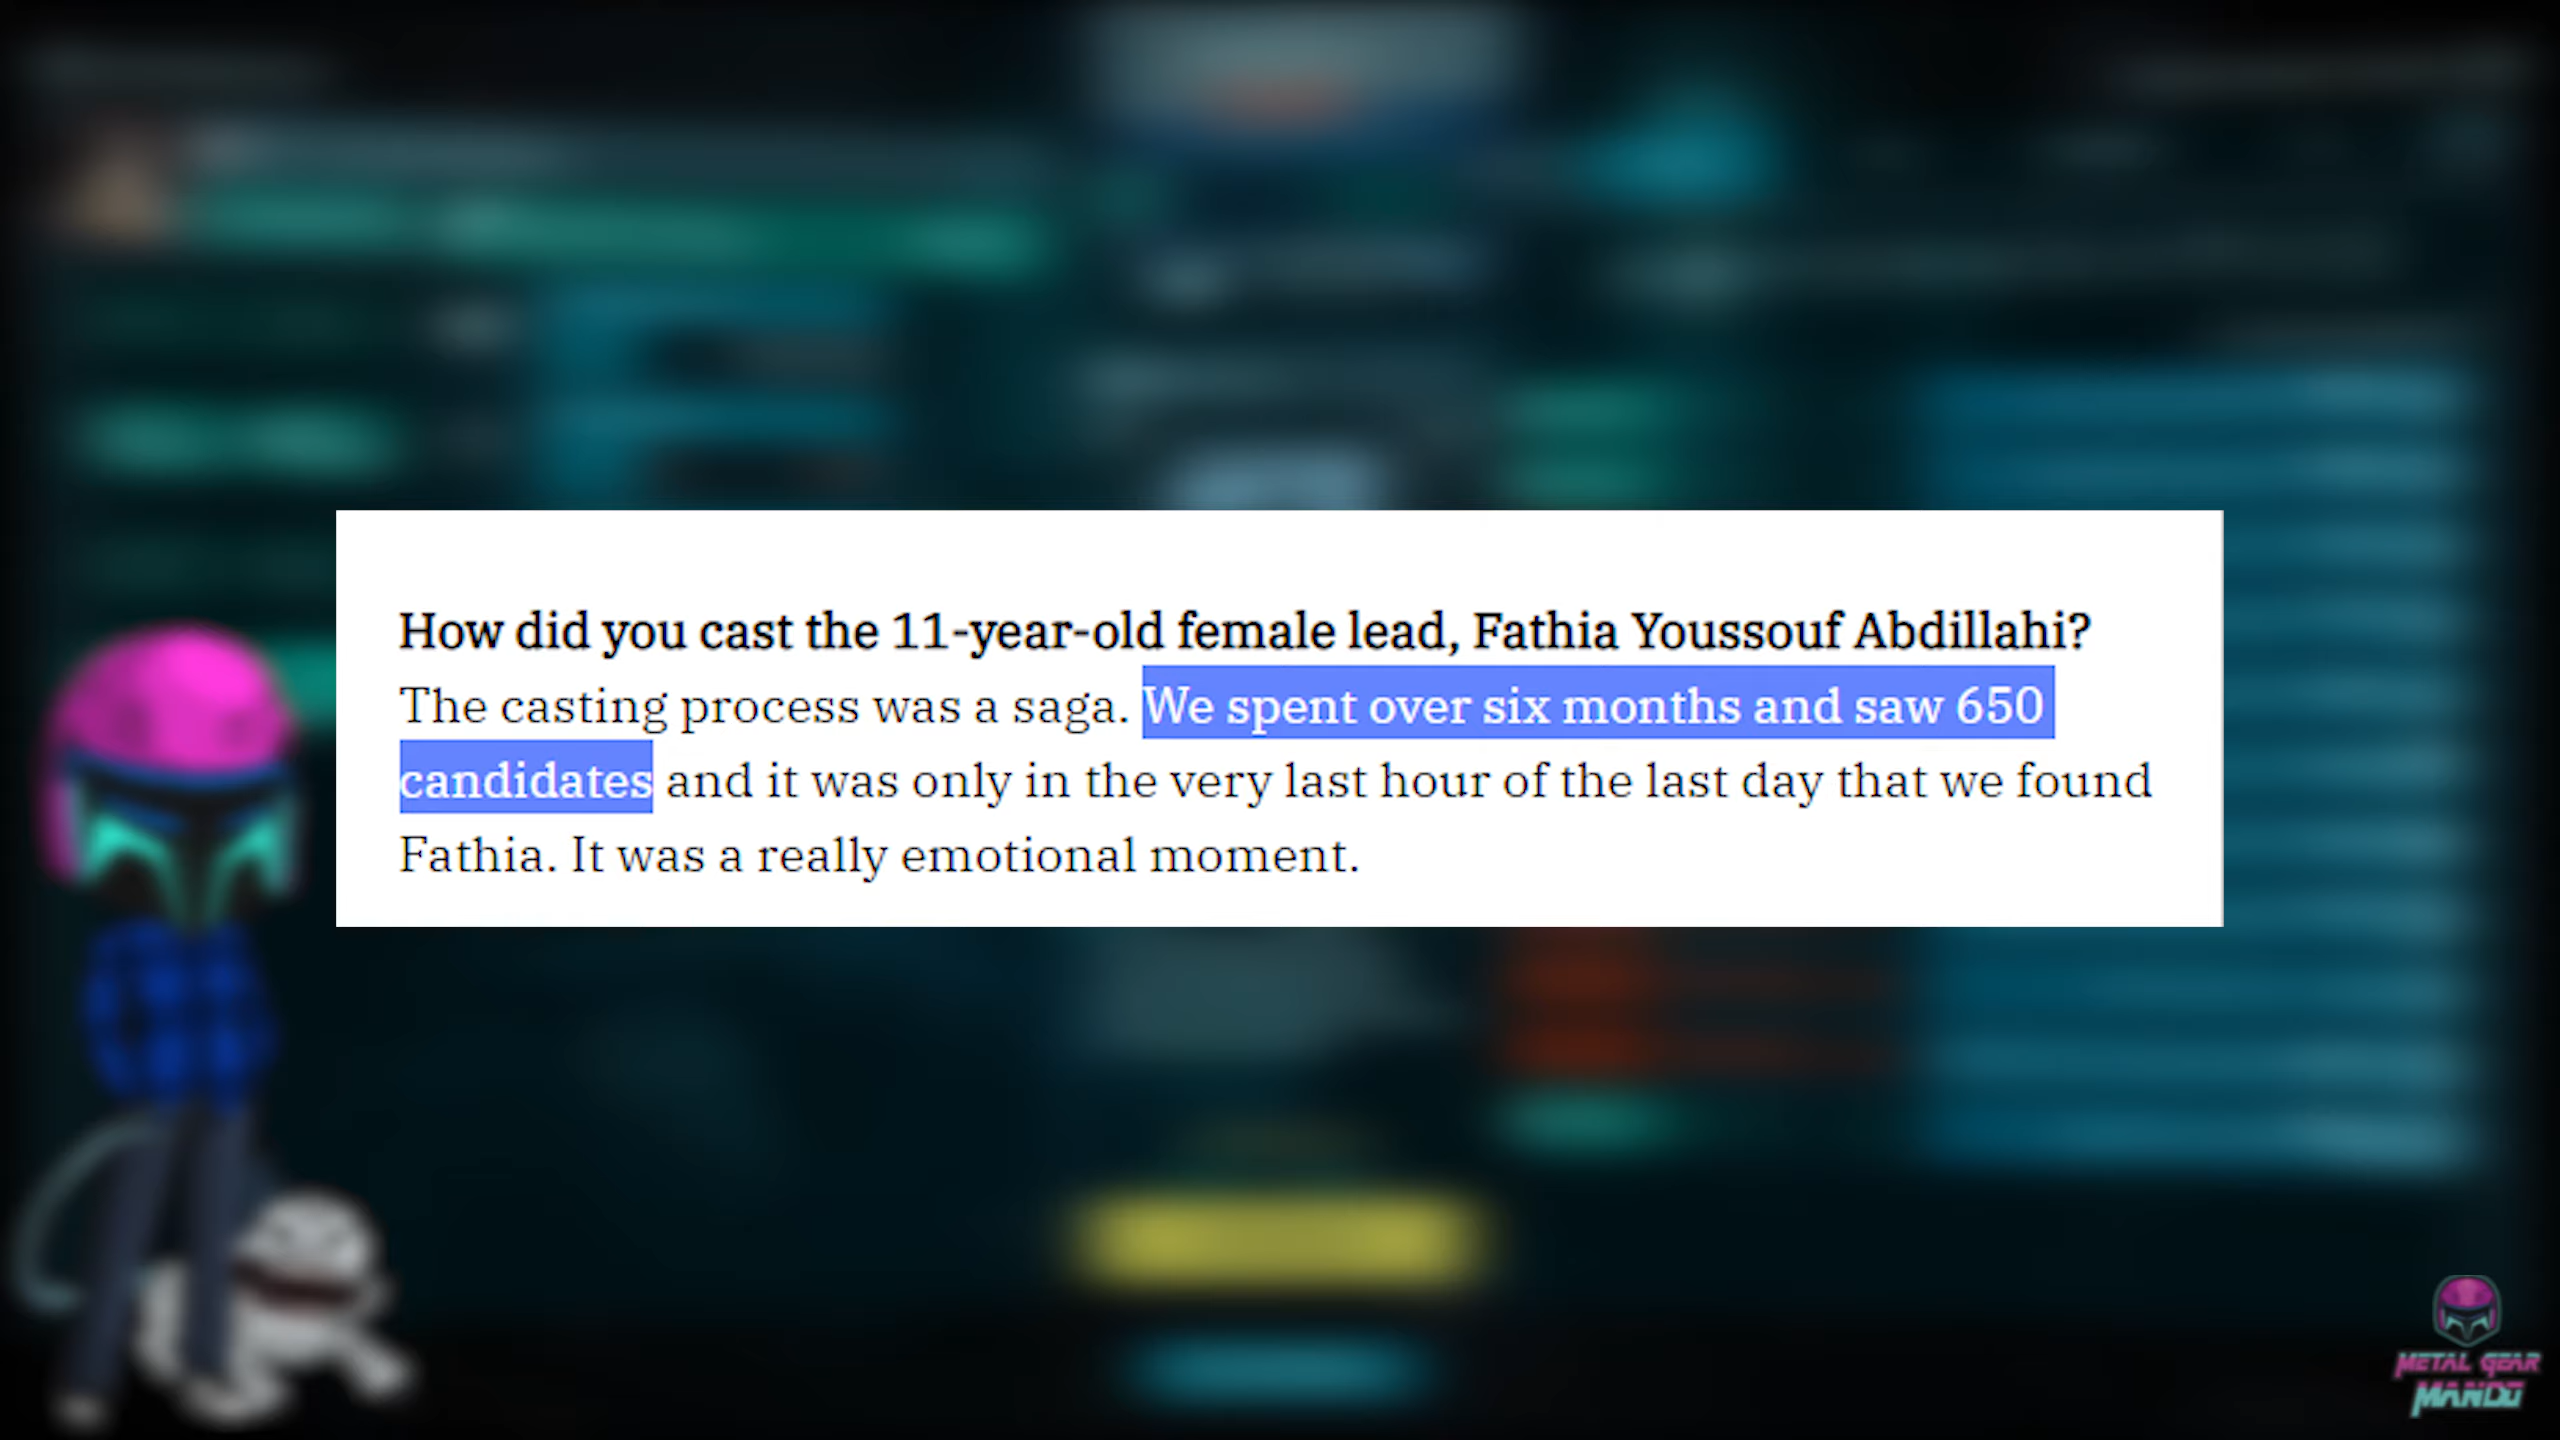 How did you cast the 11-year-old female lead, Fathia Youssouf Abdillahi?
The casting process was a saga. We spent over six months and saw 650
candidates and it was only in the very last hour of the last day that we found
Fathia. It was a really emotional moment.
METAL GEAR
MANDO